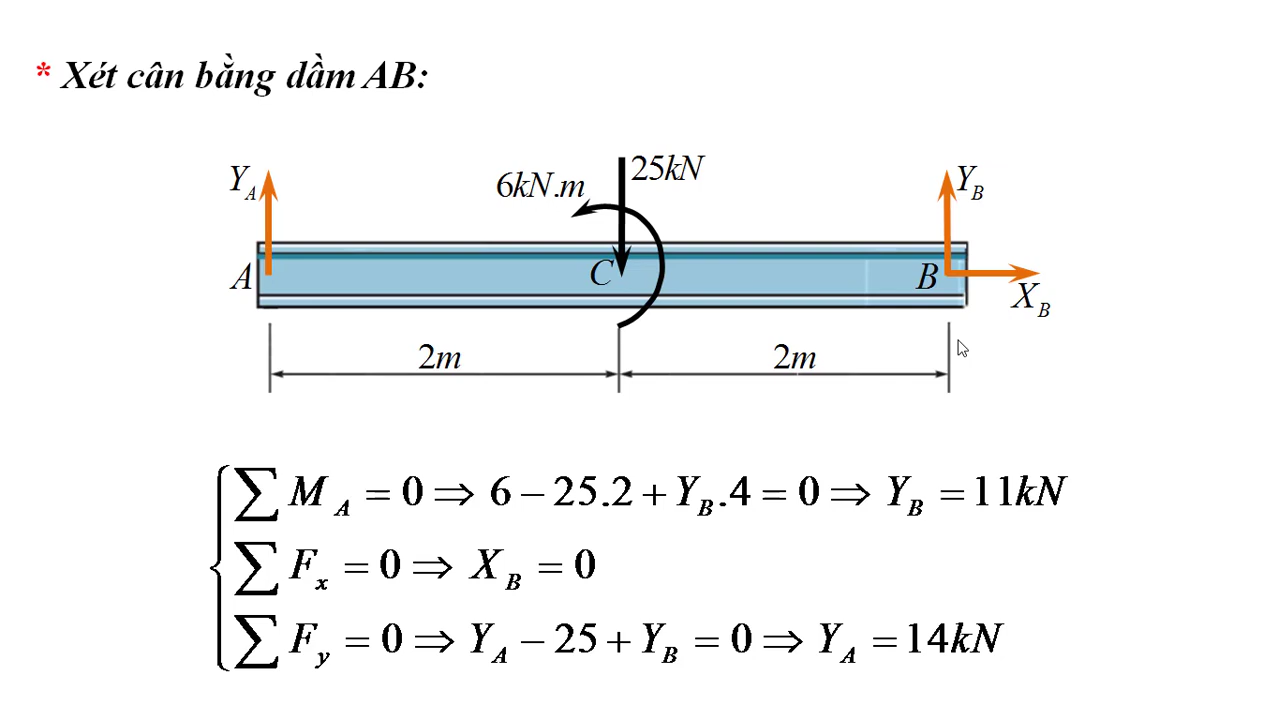 * Xét cân bằng dầm AB:
25kN
Y_A 6kN.m Y_B
A C B
X_B
2m 2m
∑ M_A = 0 ⇒ 6 − 25.2 + Y_B.4 = 0 ⇒ Y_B = 11kN
∑ F_x = 0 ⇒ X_B = 0
∑ F_y = 0 ⇒ Y_A − 25 + Y_B = 0 ⇒ Y_A = 14kN